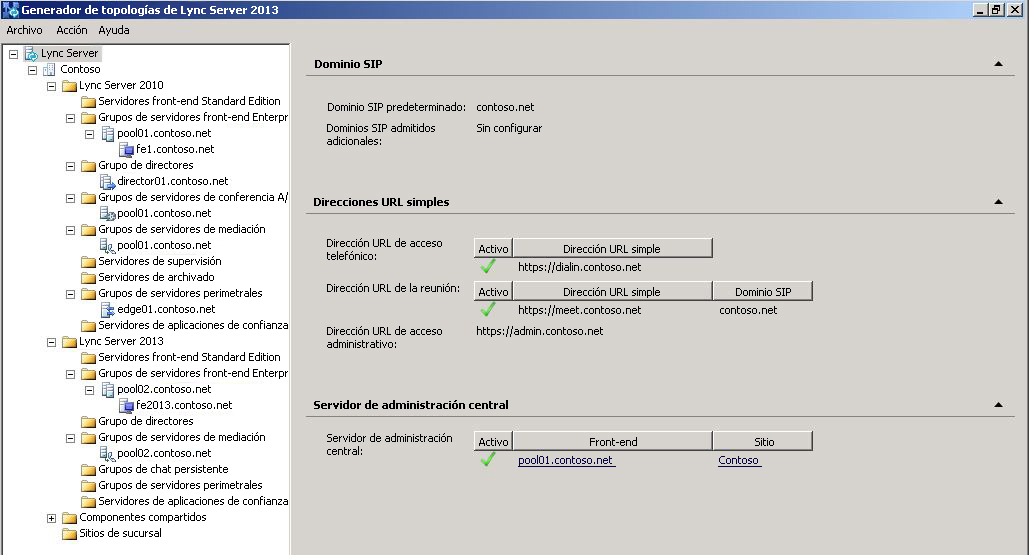 Generador de topologías de Lync Server 2013
Archivo Acción Ayuda
Lync Server
Contoso
Lync Server 2010
Servidores front-end Standard Edition
Grupos de servidores front-end Enterpr
pool01.contoso.net
fe1.contoso.net
Grupo de directores
director01.contoso.net
Grupos de servidores de conferencia A/
pool01.contoso.net
Grupos de servidores de mediación
pool01.contoso.net
Servidores de supervisión
Servidores de archivado
Grupos de servidores perimetrales
edge01.contoso.net
Servidores de aplicaciones de confianza
Lync Server 2013
Servidores front-end Standard Edition
Grupos de servidores front-end Enterpr
pool02.contoso.net
fe2013.contoso.net
Grupo de directores
Grupos de servidores de mediación
pool02.contoso.net
Grupos de chat persistente
Grupos de servidores perimetrales
Servidores de aplicaciones de confianza
Componentes compartidos
Sitios de sucursal
Dominio SIP
Dominio SIP predeterminado: contoso.net
Dominios SIP admitidos adicionales: Sin configurar
Direcciones URL simples
Dirección URL de acceso telefónico:
Activo Dirección URL simple
https://dialin.contoso.net
Dirección URL de la reunión:
Activo Dirección URL simple Dominio SIP
https://meet.contoso.net contoso.net
Dirección URL de acceso administrativo: https://admin.contoso.net
Servidor de administración central
Servidor de administración central:
Activo Front-end Sitio
pool01.contoso.net Contoso